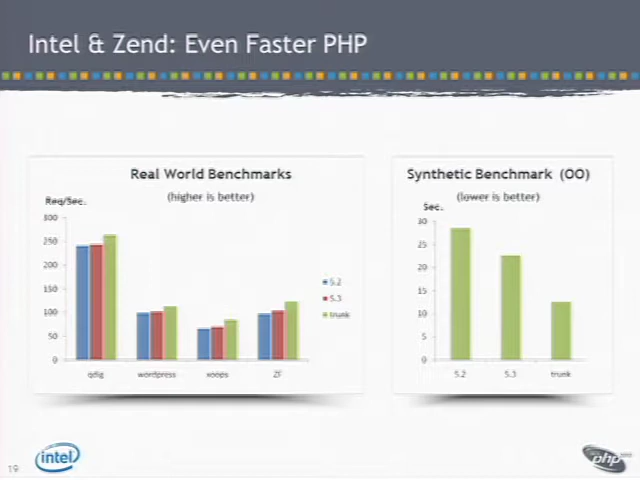 Intel & Zend: Even Faster PHP
Real World Benchmarks
(higher is better)
Req/Sec.
300
250
200
150
100
50
0
qdig
wordpress
xoops
ZF
5.2
5.3
trunk
Synthetic Benchmark (OO)
(lower is better)
Sec.
30
25
20
15
10
5
0
5.2
5.3
trunk
19
intel
php